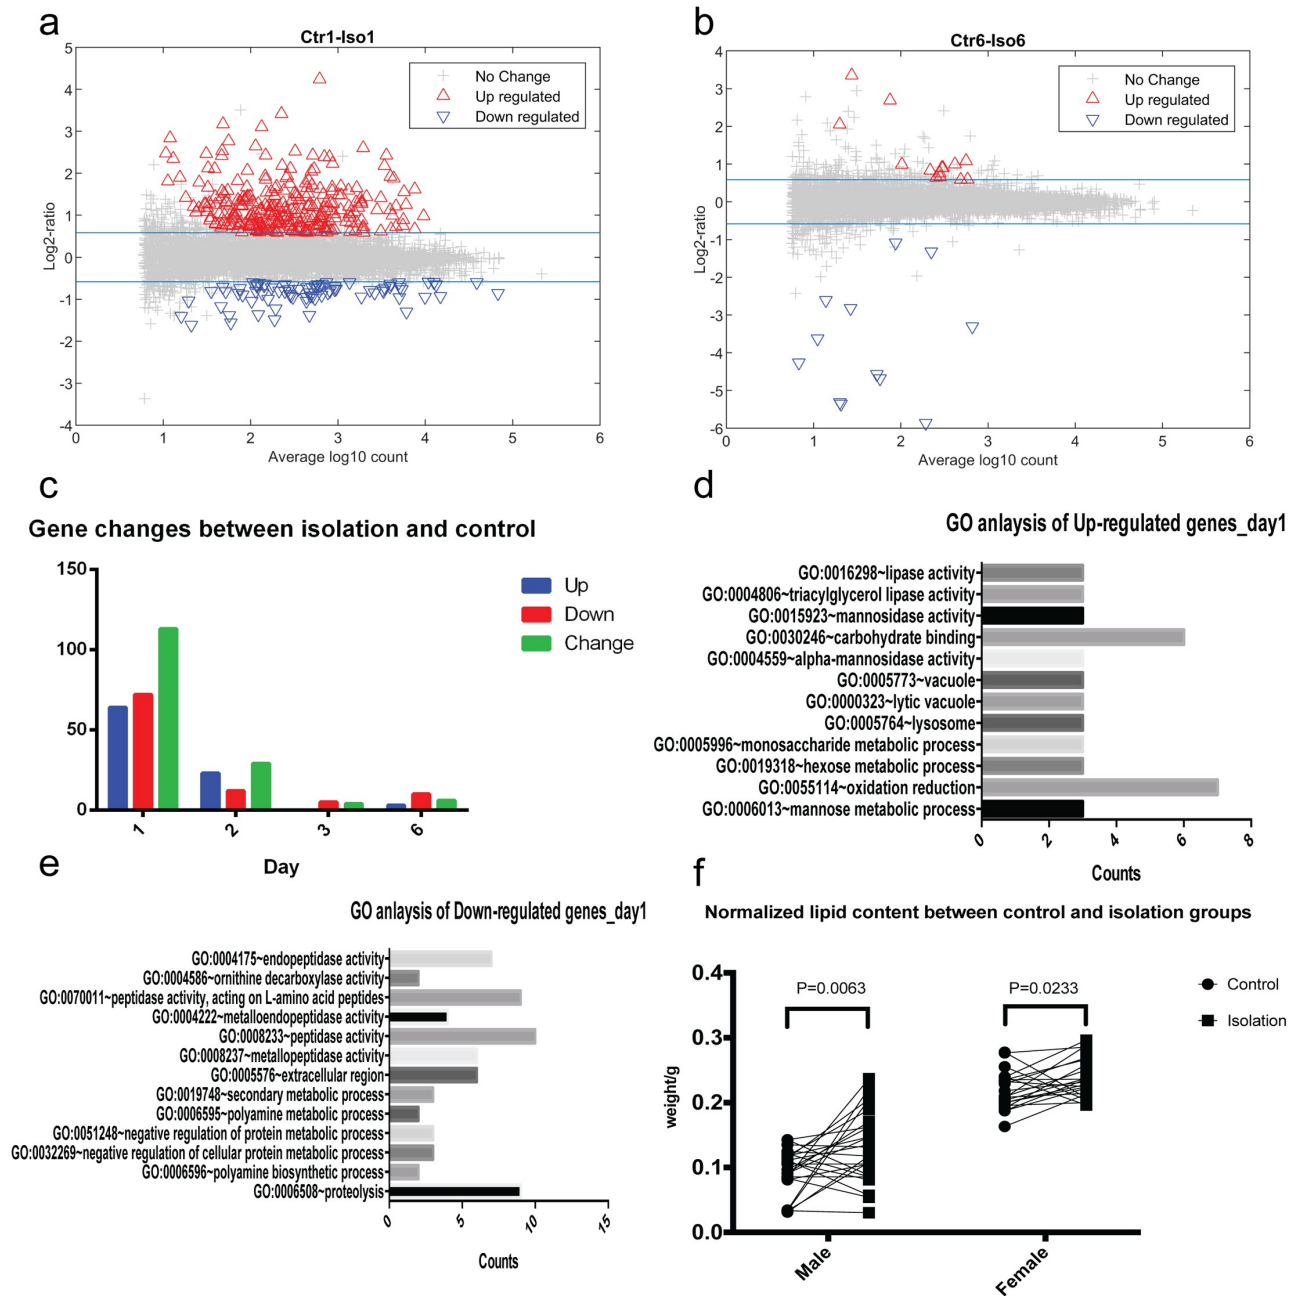 a
Ctr1-Iso1
No Change
Up regulated
Down regulated
5
4
3
2
1
0
-1
-2
-3
-4
Log2-ratio
0 1 2 3 4 5 6
Average log10 count
b
Ctr6-Iso6
No Change
Up regulated
Down regulated
4
3
2
1
0
-1
-2
-3
-4
-5
-6
Log2-ratio
0 1 2 3 4 5 6
Average log10 count
c
Gene changes between isolation and control
150
100
50
0
Up
Down
Change
1 2 3 6
Day
d
GO anlaysis of Up-regulated genes_day1
GO:0016298~lipase activity
GO:0004806~triacylglycerol lipase activity
GO:0015923~mannosidase activity
GO:0030246~carbohydrate binding
GO:0004559~alpha-mannosidase activity
GO:0005773~vacuole
GO:0000323~lytic vacuole
GO:0005764~lysosome
GO:0005996~monosaccharide metabolic process
GO:0019318~hexose metabolic process
GO:0055114~oxidation reduction
GO:0006013~mannose metabolic process
0 2 4 6 8
Counts
e
GO anlaysis of Down-regulated genes_day1
GO:0004175~endopeptidase activity
GO:0004586~ornithine decarboxylase activity
GO:0070011~peptidase activity, acting on L-amino acid peptides
GO:0004222~metalloendopeptidase activity
GO:0008233~peptidase activity
GO:0008237~metallopeptidase activity
GO:0005576~extracellular region
GO:0019748~secondary metabolic process
GO:0006595~polyamine metabolic process
GO:0051248~negative regulation of protein metabolic process
GO:0032269~negative regulation of cellular protein metabolic process
GO:0006596~polyamine biosynthetic process
GO:0006508~proteolysis
0 5 10 15
Counts
f
Normalized lipid content between control and isolation groups
0.4
0.3
0.2
0.1
0.0
weight/g
P=0.0063
P=0.0233
Control
Isolation
Male
Female